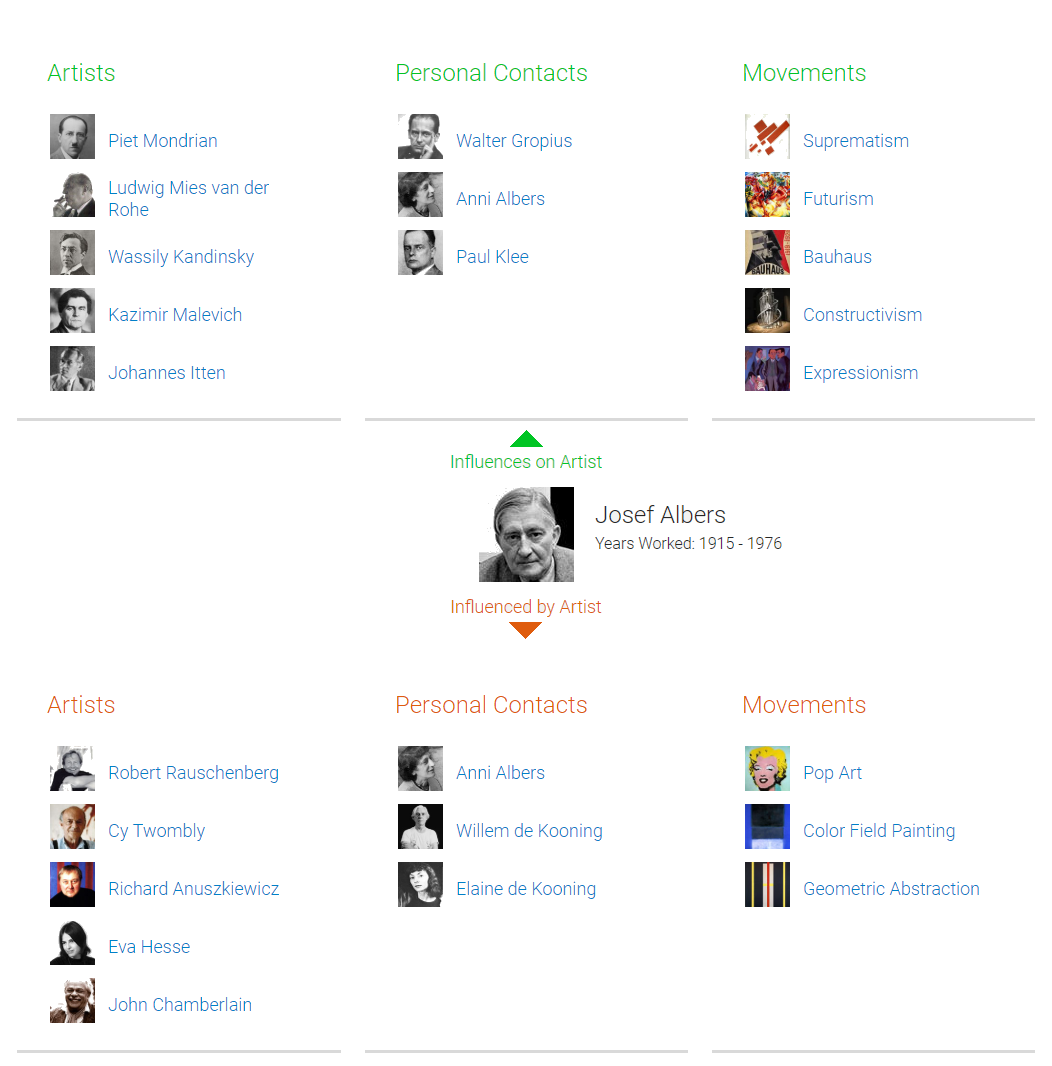 Artists
Piet Mondrian
Ludwig Mies van der
Rohe
Wassily Kandinsky
Kazimir Malevich
Johannes Itten
Personal Contacts
Walter Gropius
Anni Albers
Paul Klee
Movements
Suprematism
Futurism
BAUHAUS
Bauhaus
Constructivism
Expressionism
Influences on Artist
Josef Albers
Years Worked: 1915 - 1976
Influenced by Artist
Artists
Robert Rauschenberg
Cy Twombly
Richard Anuszkiewicz
Eva Hesse
John Chamberlain
Personal Contacts
Anni Albers
Willem de Kooning
Elaine de Kooning
Movements
Pop Art
Color Field Painting
Geometric Abstraction